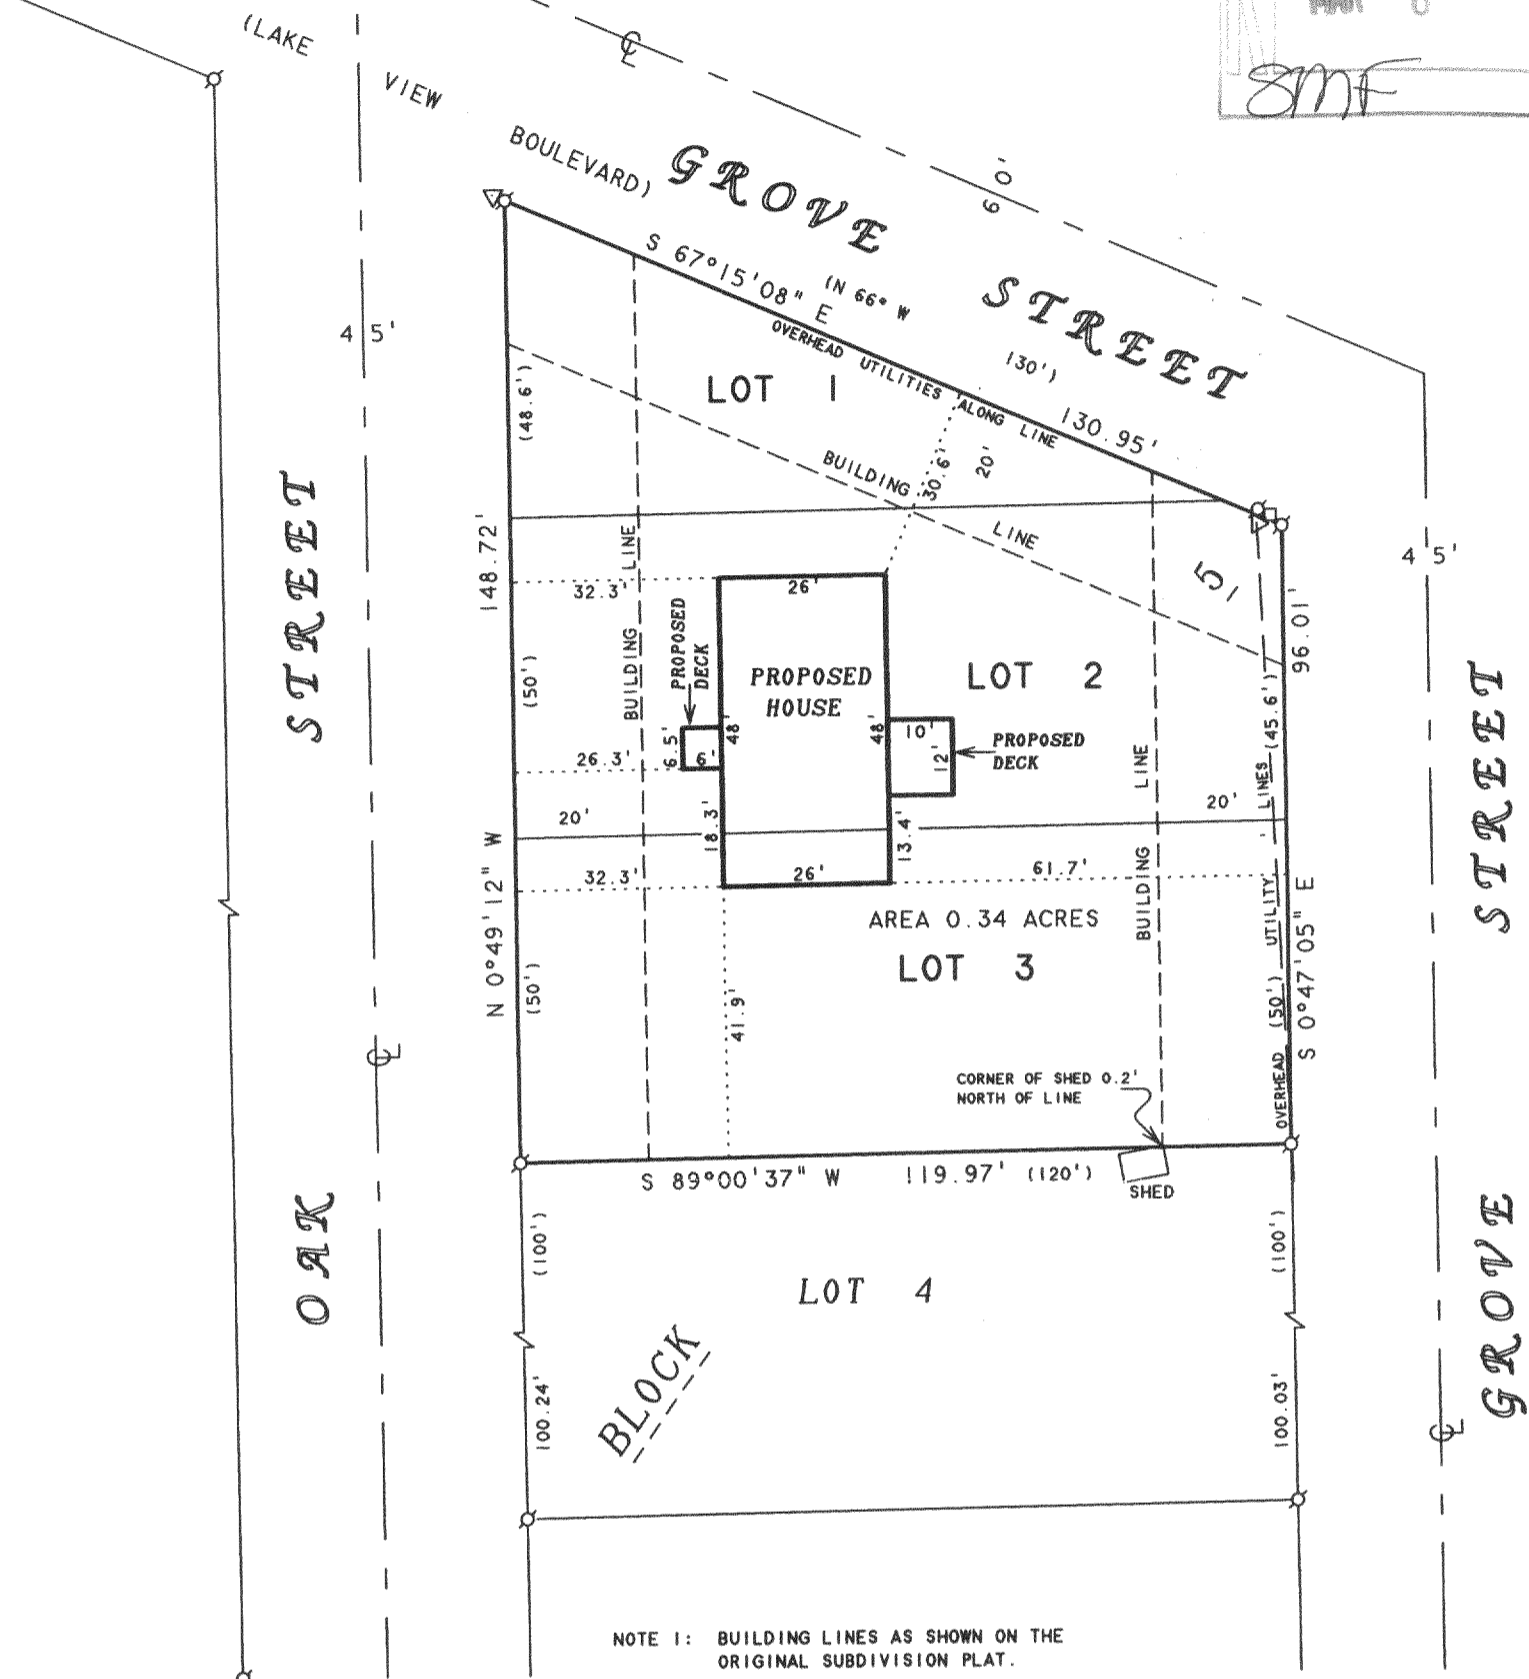 (LAKE VIEW BOULEVARD)
℄
MAR
SMF
GROVE STREET
60'
S 67°15'08" E
(N 66° W
130')
130.95'
OVERHEAD UTILITIES ALONG LINE
45'
LOT 1
(48.6')
BUILDING LINE
30.6'
20'
148.72'
STREET
BUILDING LINE
32.3'
26'
51
45'
96.01'
PROPOSED
DECK
BUILDING
(50')
PROPOSED
HOUSE
LOT 2
(45.6')
STREET
48'
48'
10'
12'
PROPOSED
DECK
6.5'
6'
26.3'
LINE
LINES
20'
20'
18.3'
13.4'
N 0°49'12" W
32.3'
26'
61.7'
BUILDING
UTILITY
AREA 0.34 ACRES
LOT 3
(50')
(50')
S 0°47'05" E
41.9'
℄
CORNER OF SHED 0.2'
NORTH OF LINE
OVERHEAD
S 89°00'37" W 119.97' (120')
SHED
OAK
(100')
(100')
GROVE
LOT 4
BLOCK
100.24'
100.03'
℄
NOTE 1: BUILDING LINES AS SHOWN ON THE
ORIGINAL SUBDIVISION PLAT.